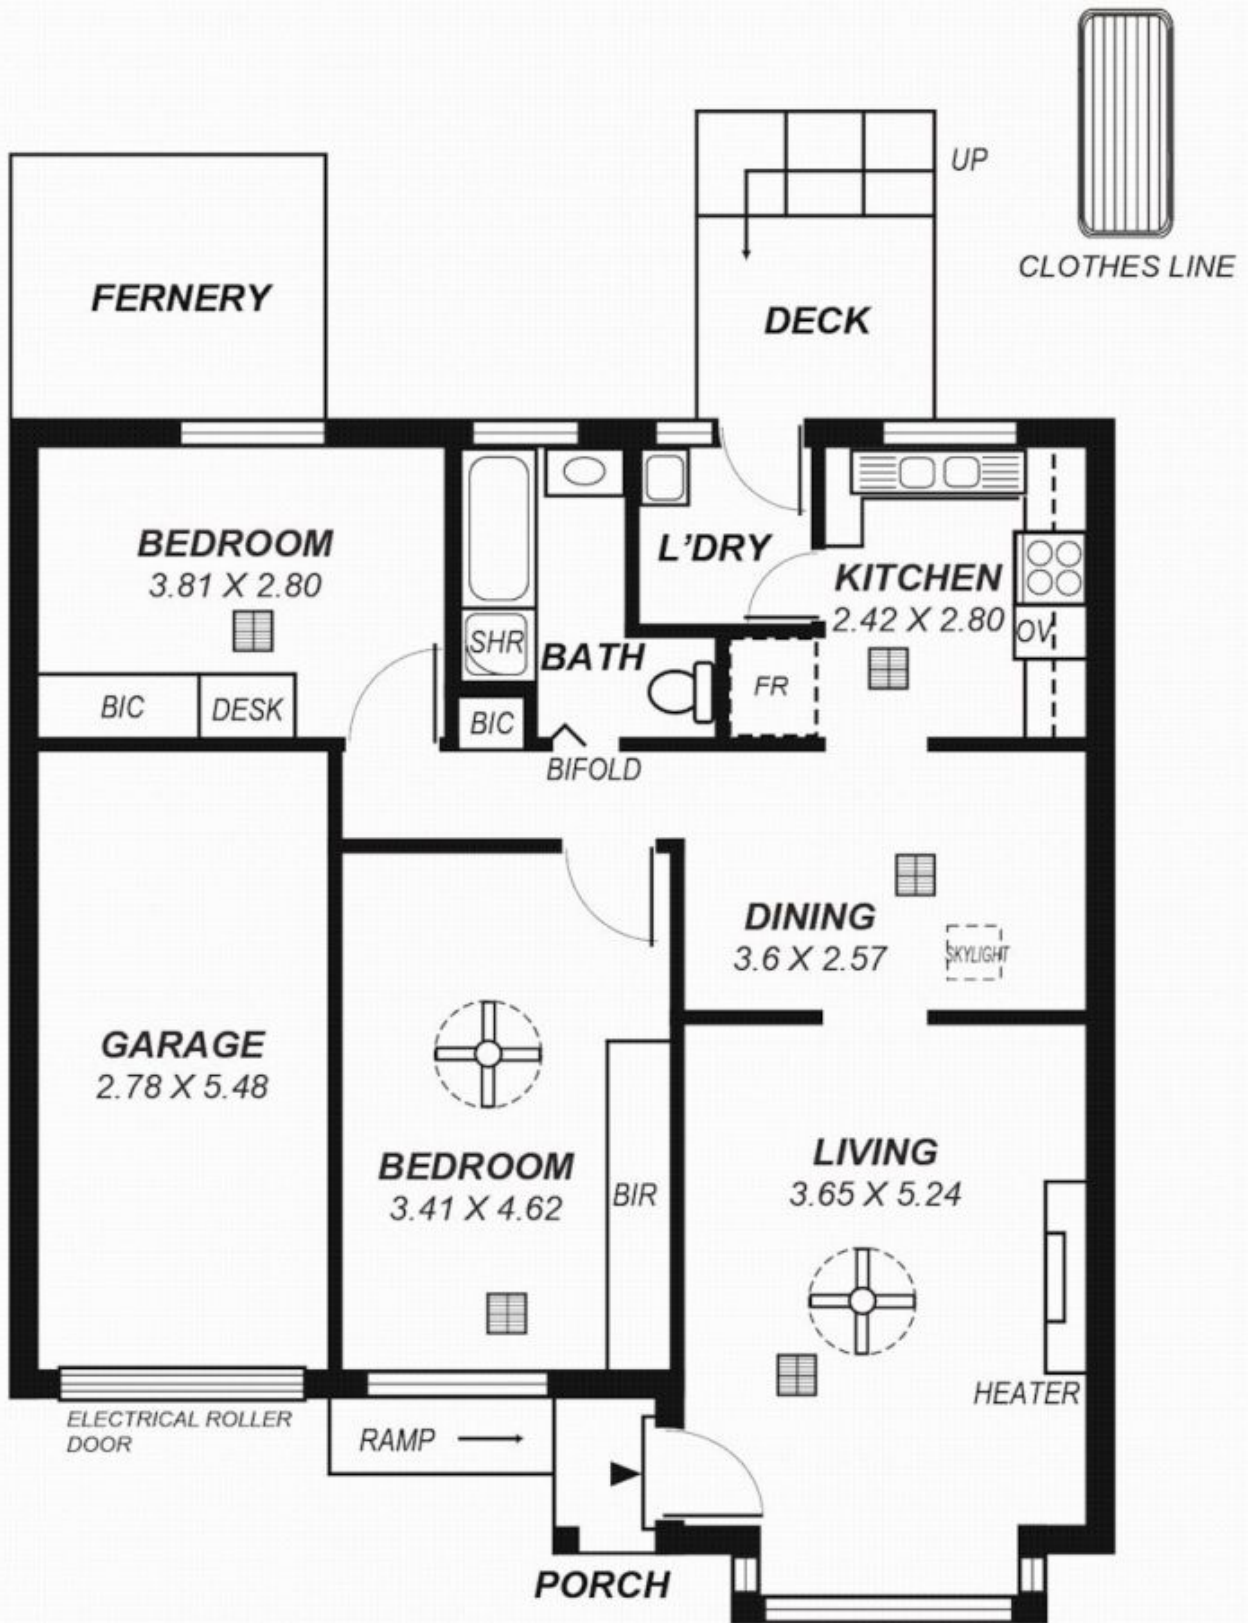 UP
CLOTHES LINE
FERNERY
DECK
BEDROOM
3.81 X 2.80
L'DRY
KITCHEN
2.42 X 2.80
SHR
BATH
OV
FR
BIC
DESK
BIC
BIFOLD
DINING
3.6 X 2.57
SKYLIGHT
GARAGE
2.78 X 5.48
BEDROOM
3.41 X 4.62
BIR
LIVING
3.65 X 5.24
HEATER
ELECTRICAL ROLLER
DOOR
RAMP
PORCH